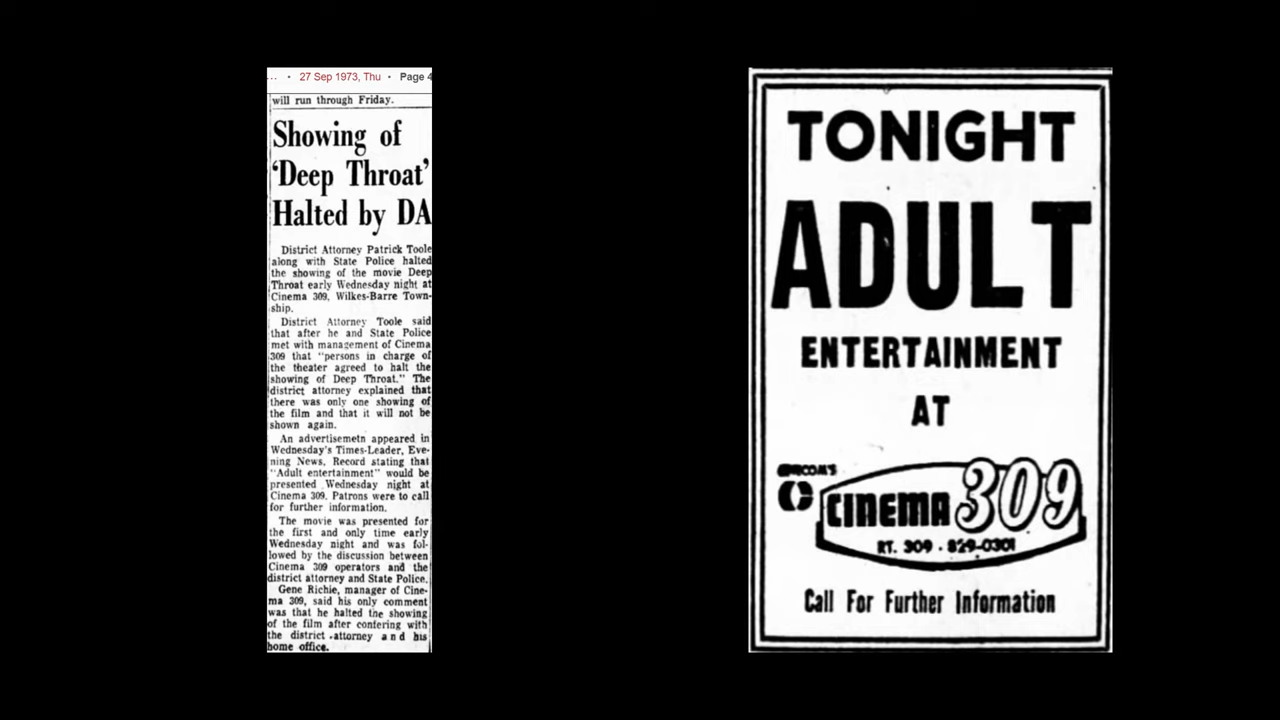 ... • 27 Sep 1973, Thu • Page 4
will run through Friday.
Showing of
‘Deep Throat’
Halted by DA
District Attorney Patrick Toole
along with State Police halted
the showing of the movie Deep
Throat early Wednesday night at
Cinema 309, Wilkes-Barre Town-
ship.
District Attorney Toole said
that after he and State Police
met with management of Cinema
309 that “persons in charge of
the theater agreed to halt the
showing of Deep Throat.” The
district attorney explained that
there was only one showing of
the film and that it will not be
shown again.
An advertisemetn appeared in
Wednesday's Times-Leader, Eve-
ning News, Record stating that
“Adult entertainment” would be
presented Wednesday night at
Cinema 309. Patrons were to call
for further information.
The movie was presented for
the first and only time early
Wednesday night and was fol-
lowed by the discussion between
Cinema 309 operators and the
district attorney and State Police.
Gene Richie, manager of Cine-
ma 309, said his only comment
was that he halted the showing
of the film after confering with
the district attorney and his
home office.
TONIGHT
ADULT
ENTERTAINMENT
AT
CINEMA 309
RT. 309 - 829-0301
Call For Further Information